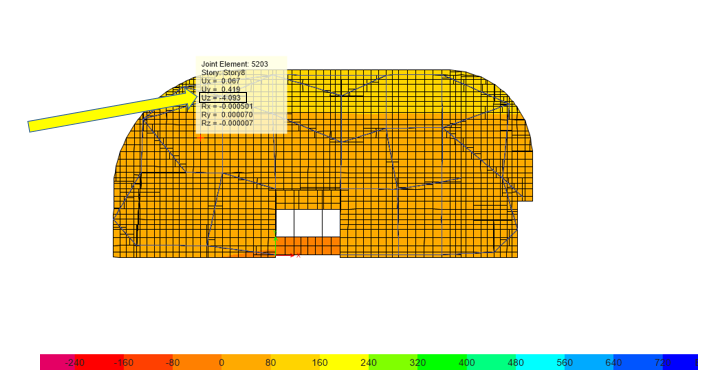 Joint Element: 5203
Story: Story8
Ux = 0.067
Uy = 0.419
Uz = -4.093
Rx = -0.000501
Ry = 0.000070
Rz = -0.000007
X
-240 160 -80 0 80 160 240 320 400 480 560 640